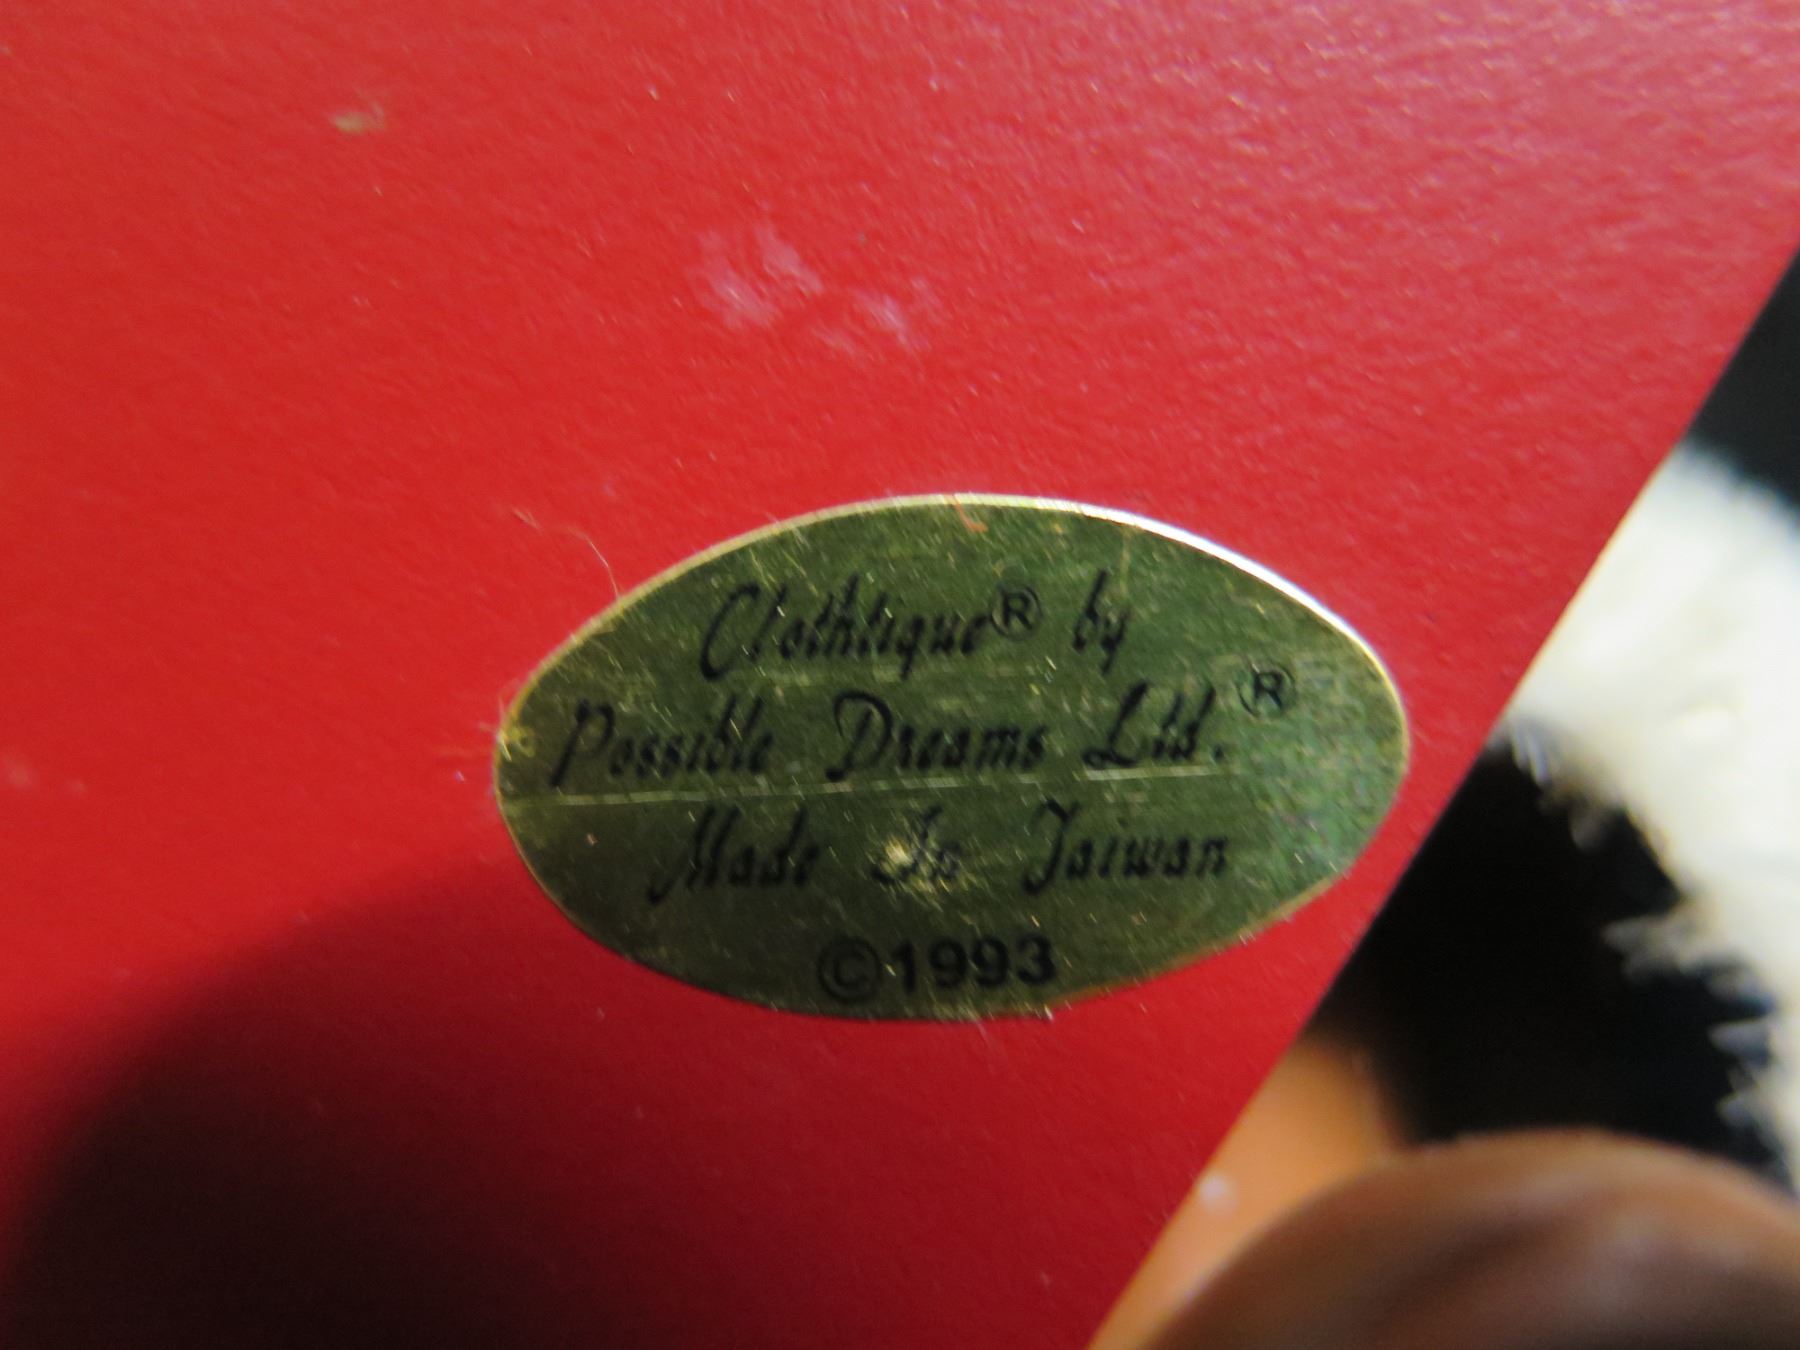 Clothtique® by
Possible Dreams Ltd.®
Made In Taiwan
©1993